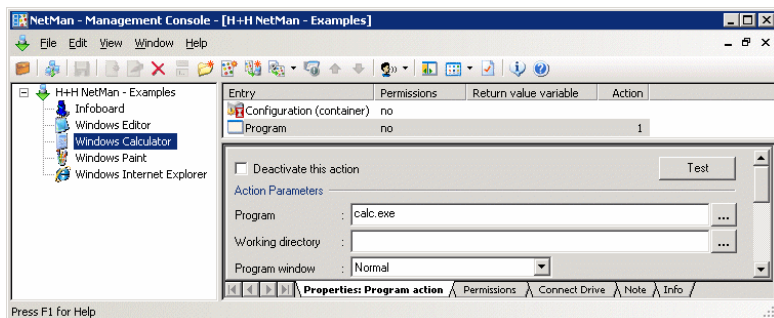 NetMan - Management Console - [H+H NetMan - Examples]
File Edit View Window Help
H+H NetMan - Examples
Infoboard
Windows Editor
Windows Calculator
Windows Paint
Windows Internet Explorer
Entry Permissions Return value variable Action
Configuration (container) no
Program no 1
Deactivate this action Test
Action Parameters
Program : calc.exe ...
Working directory : ...
Program window : Normal
Properties: Program action Permissions Connect Drive Note Info
Press F1 for Help